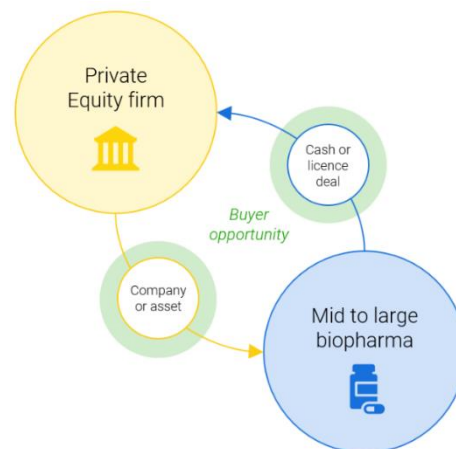 Private
Equity firm
Cash or
licence
deal
Buyer
opportunity
Company
or asset
Mid to large
biopharma